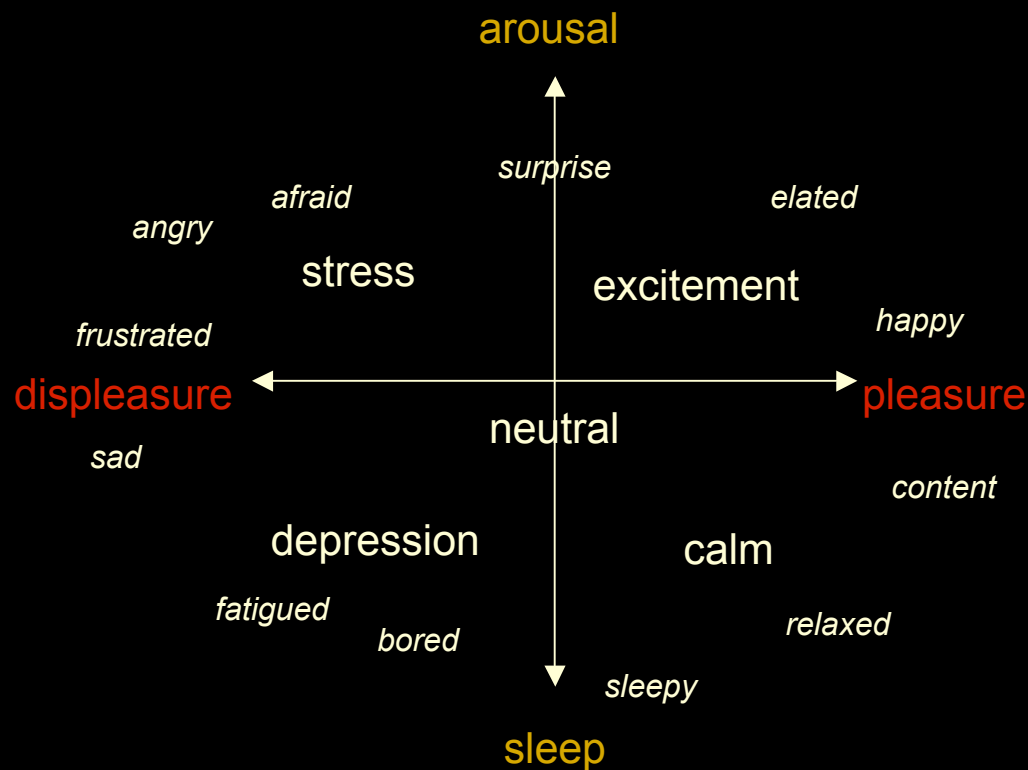 arousal
surprise
afraid
elated
angry
stress
excitement
happy
frustrated
displeasure
pleasure
neutral
sad
content
depression
calm
fatigued
relaxed
bored
sleepy
sleep